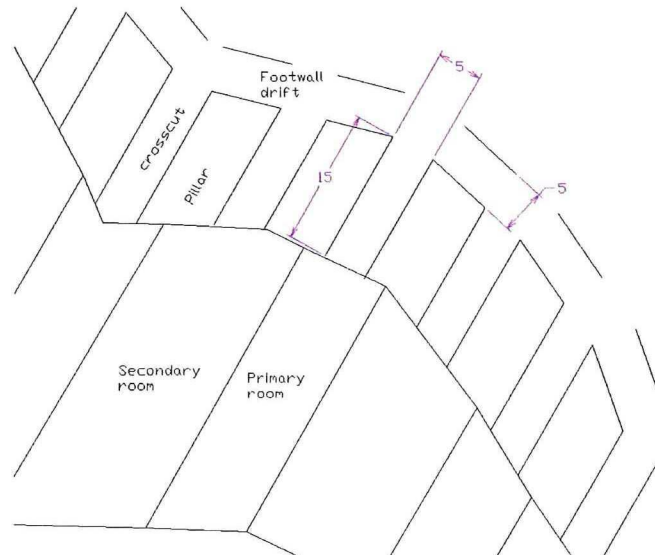 Footwall
drift
5
crosscut
Pillar
15
5
Secondary
room
Primary
room